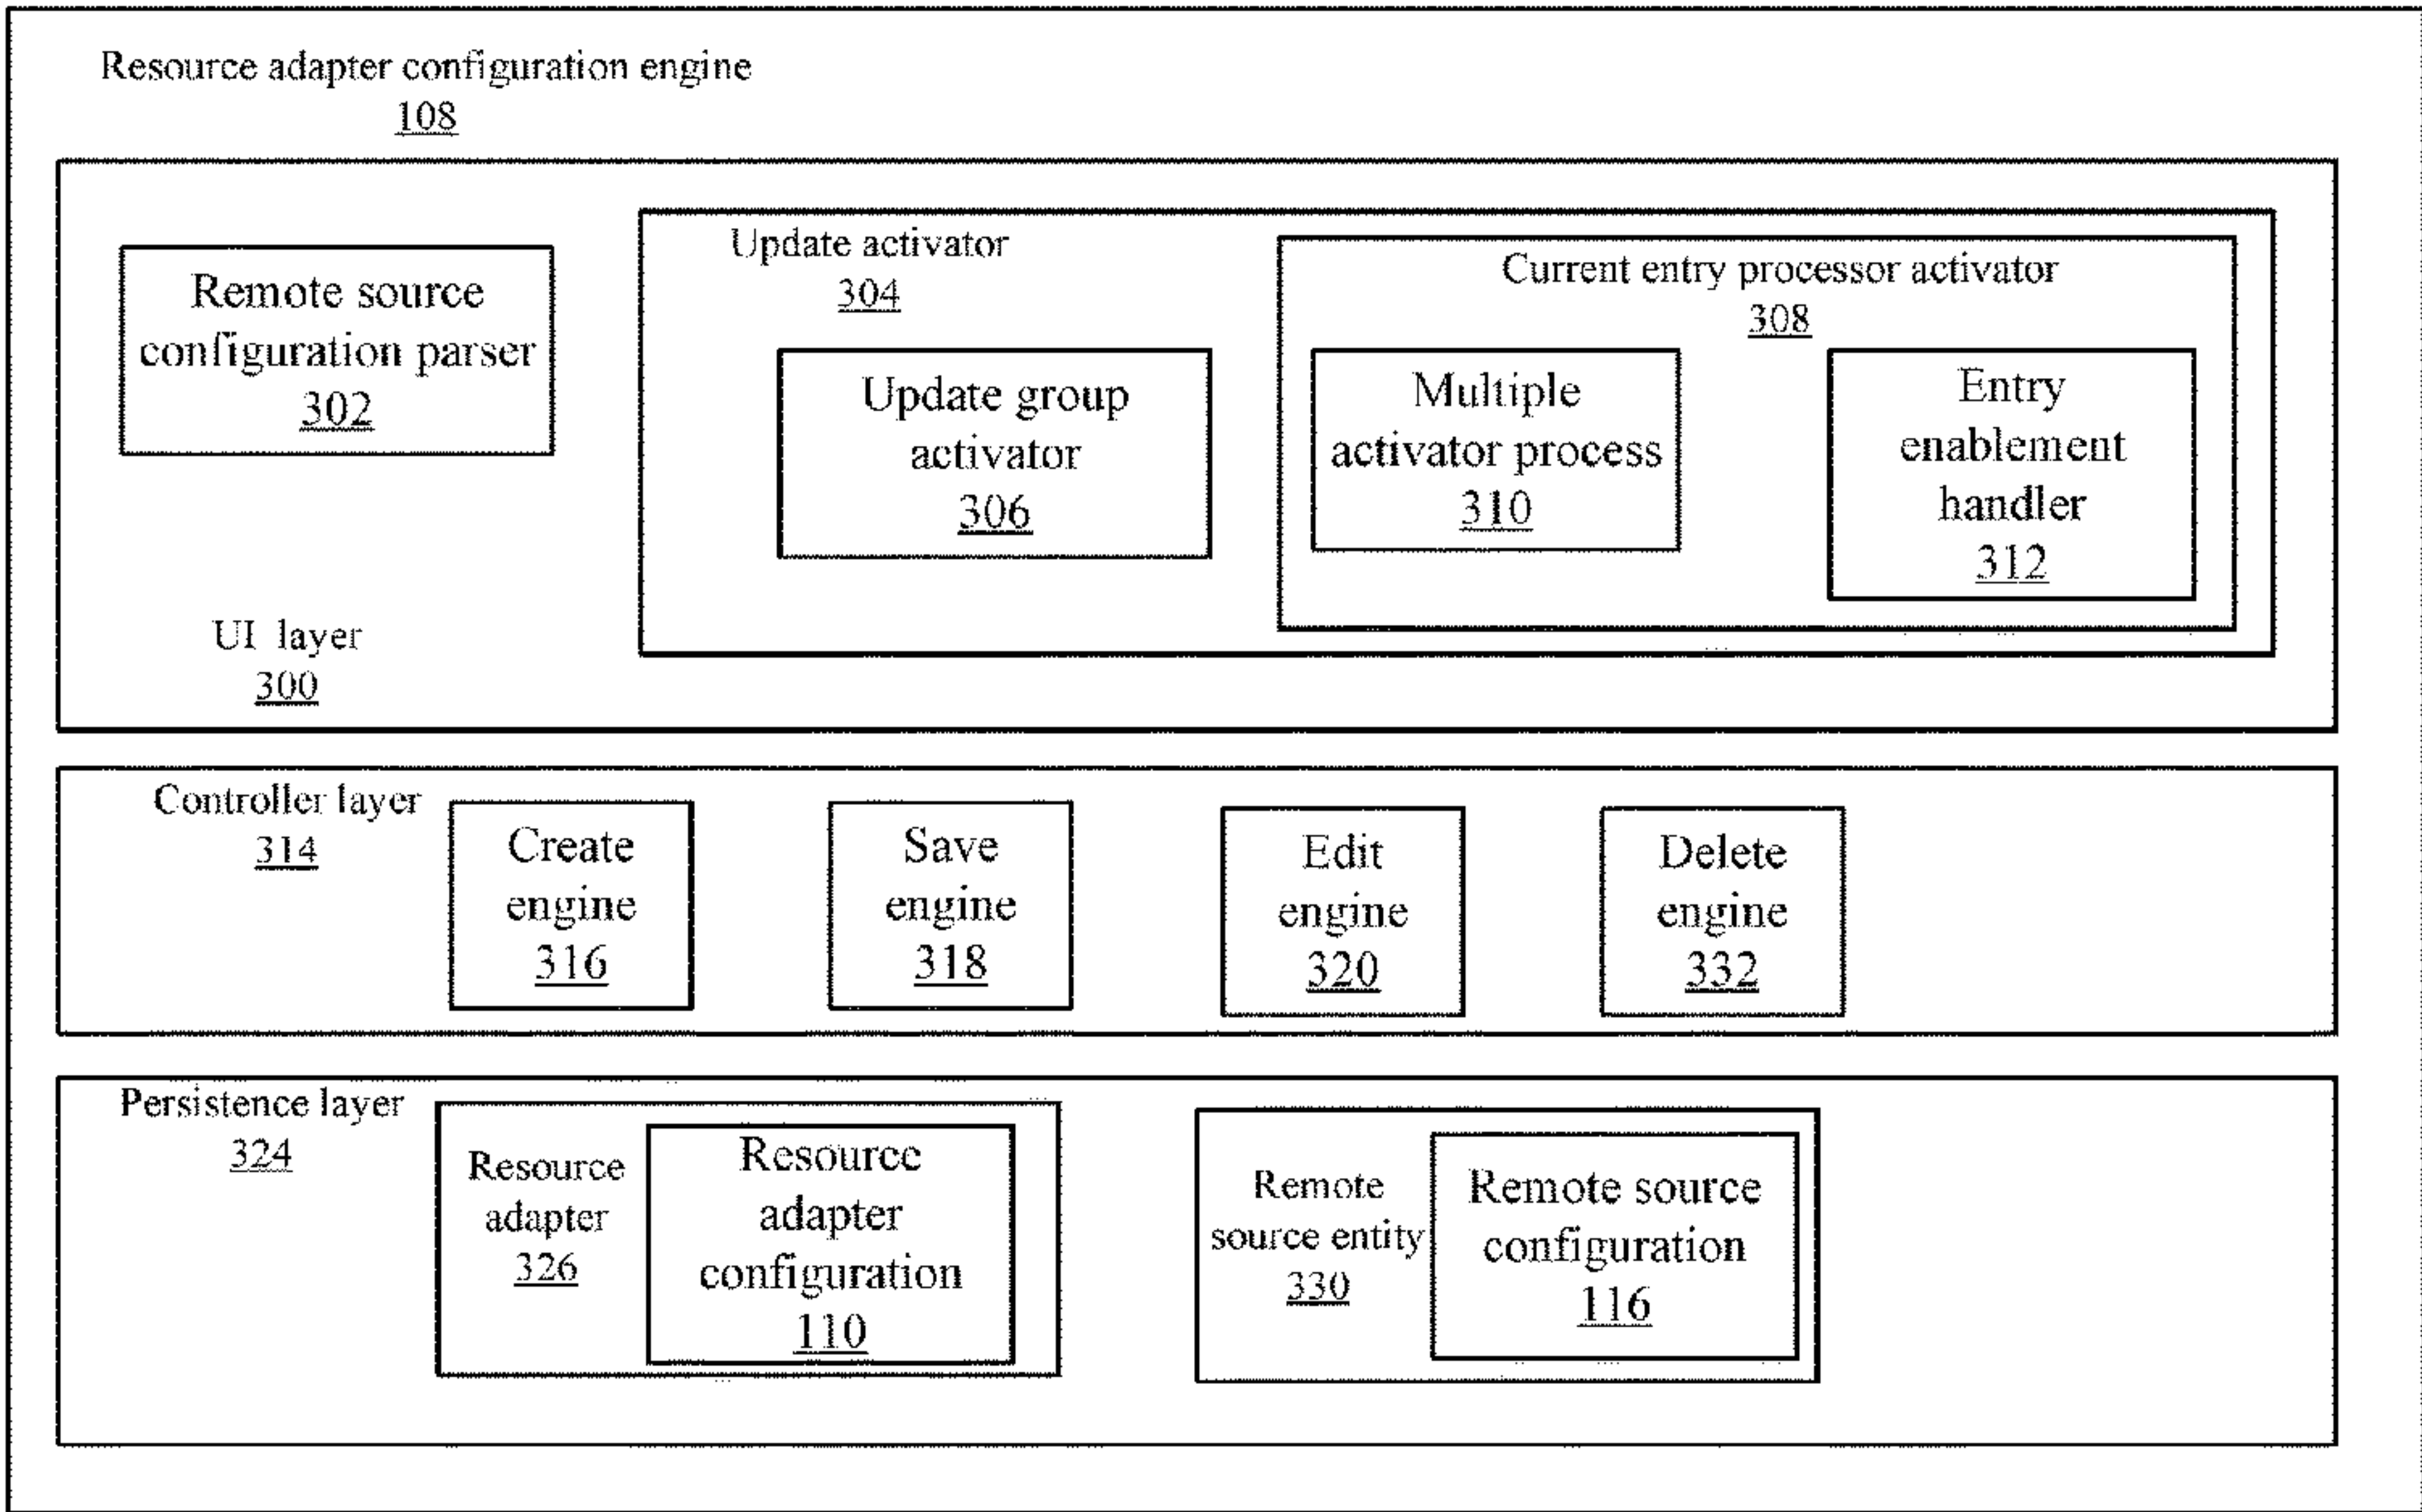 Resource adapter configuration engine
108
Remote source
configuration parser
302
Update activator
304
Update group
activator
306
Current entry processor activator
308
Multiple
activator process
310
Entry
enablement
handler
312
UI layer
300
Controller layer
314
Create
engine
316
Save
engine
318
Edit
engine
320
Delete
engine
332
Persistence layer
324
Resource
adapter
326
Resource
adapter
configuration
110
Remote
source entity
330
Remote source
configuration
116